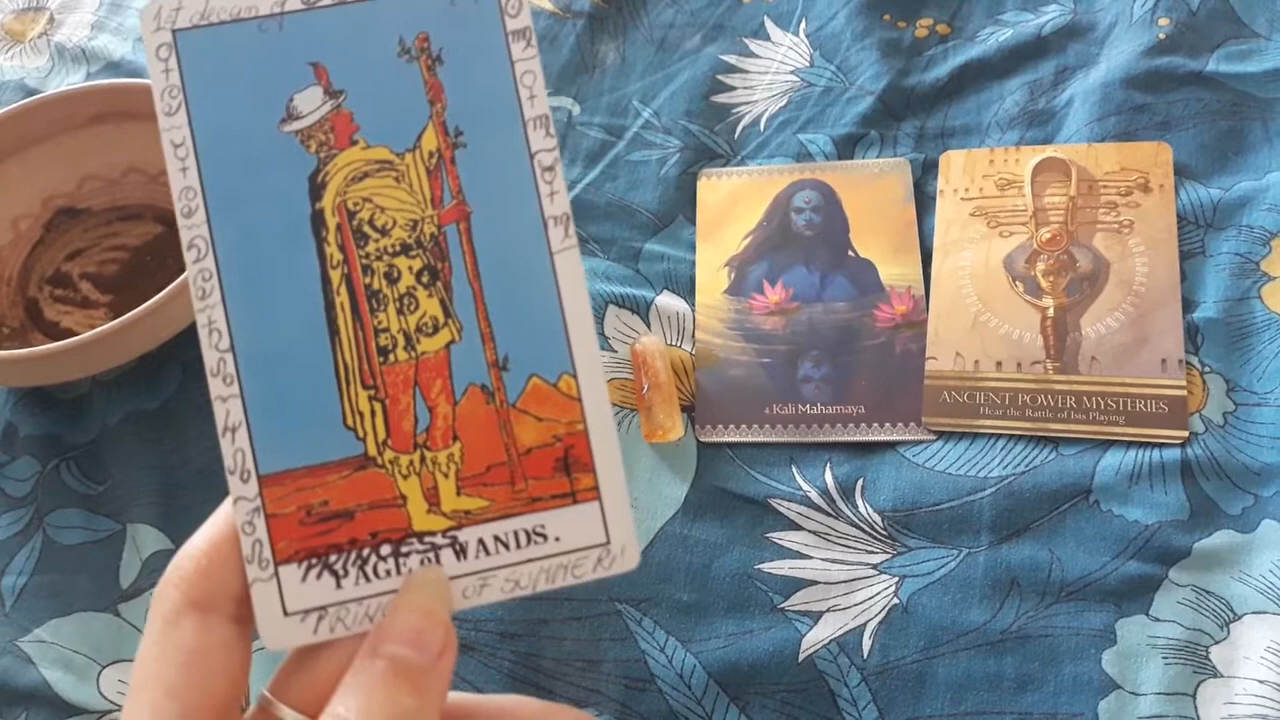 1st decan of
PRINCESS
PAGE of WANDS.
OF SUMMER!
4 Kali Mahamaya
ANCIENT POWER MYSTERIES
Hear the Rattle of Isis Playing